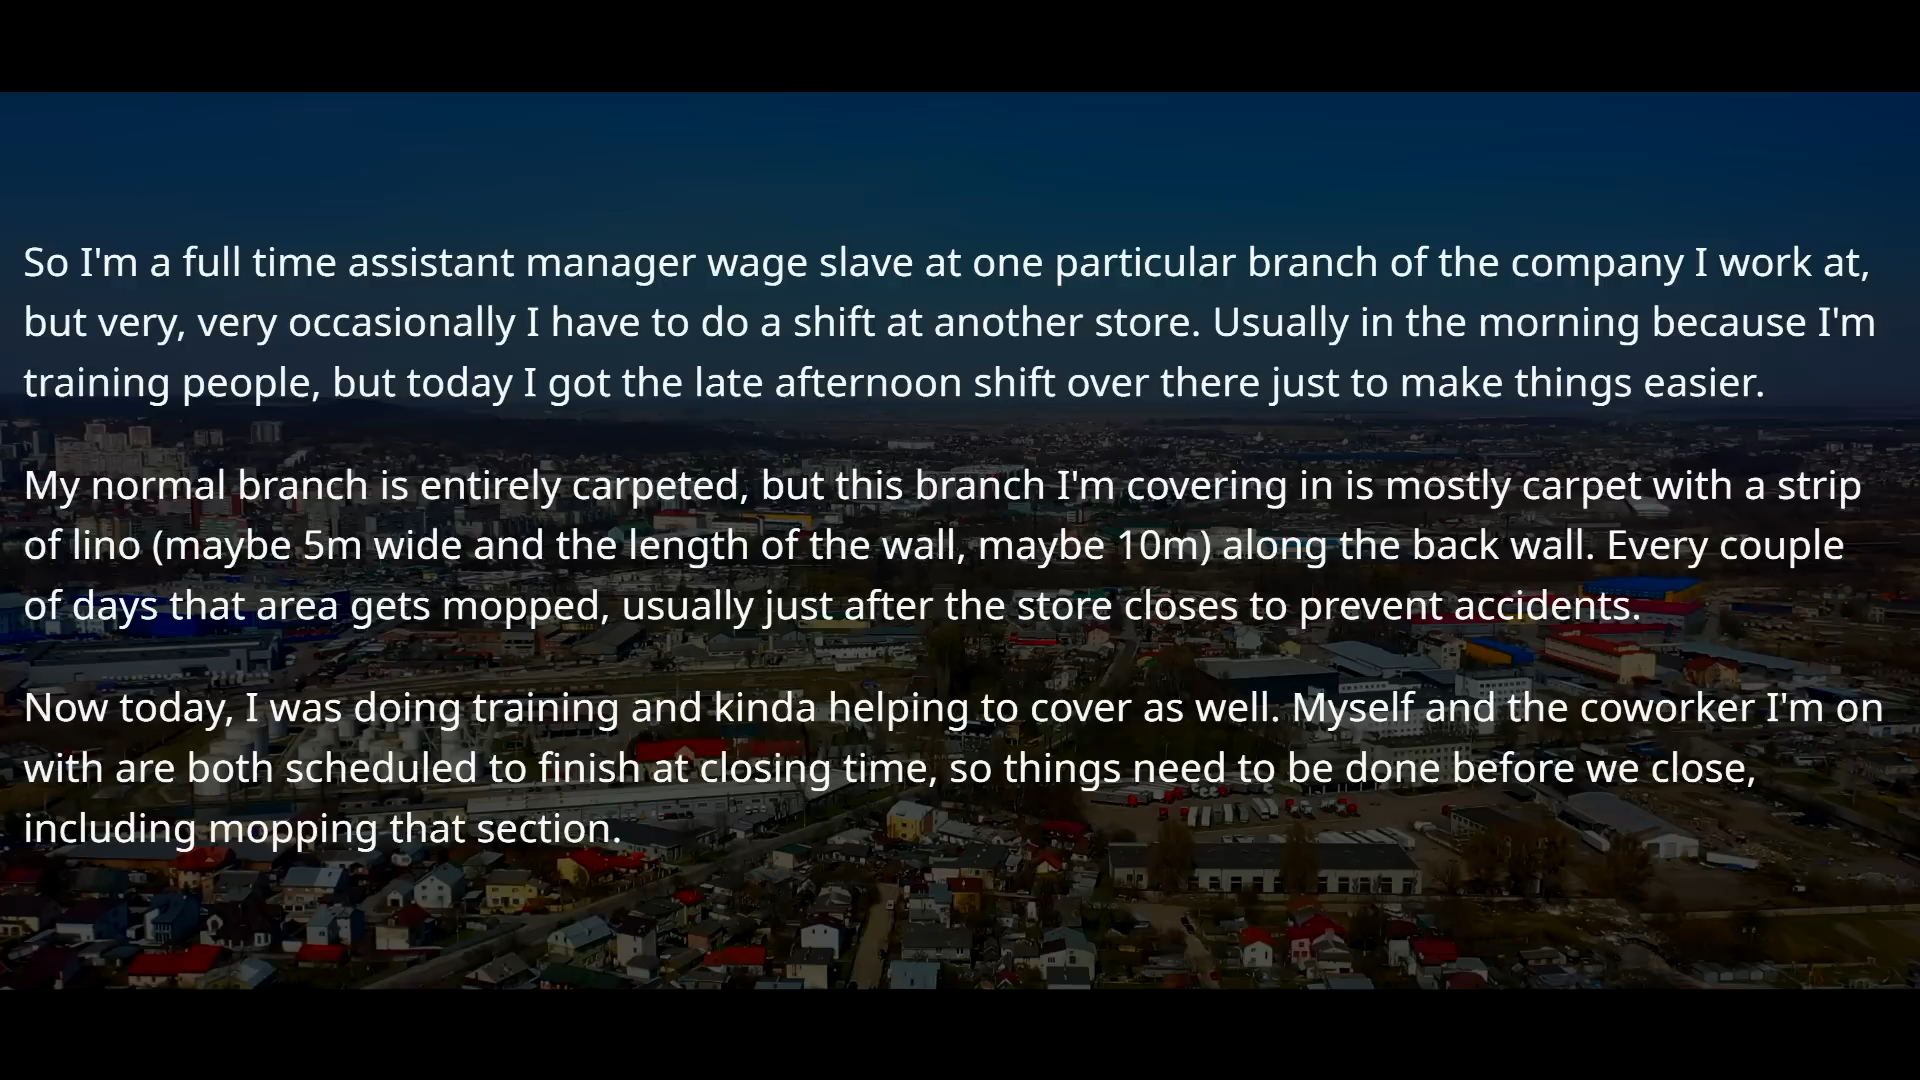 So I'm a full time assistant manager wage slave at one particular branch of the company I work at,
but very, very occasionally I have to do a shift at another store. Usually in the morning because I'm
training people, but today I got the late afternoon shift over there just to make things easier.
My normal branch is entirely carpeted, but this branch I'm covering in is mostly carpet with a strip
of lino (maybe 5m wide and the length of the wall, maybe 10m) along the back wall. Every couple
of days that area gets mopped, usually just after the store closes to prevent accidents.
Now today, I was doing training and kinda helping to cover as well. Myself and the coworker I'm on
with are both scheduled to finish at closing time, so things need to be done before we close,
including mopping that section.